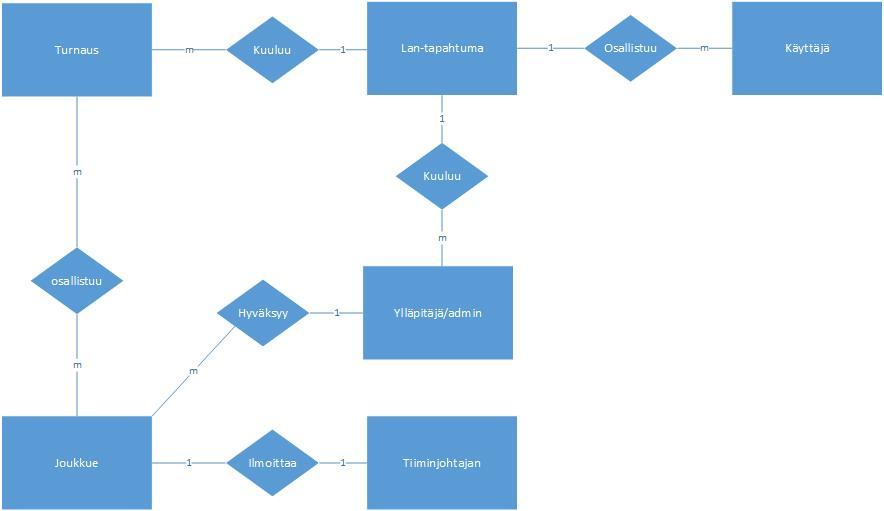 Turnaus
m
Kuuluu
1
Lan-tapahtuma
1
Osallistuu
m
Käyttäjä
1
m
Kuuluu
m
osallistuu
Hyväksyy
1
Ylläpitäjä/admin
m
m
Joukkue
1
Ilmoittaa
1
Tiiminjohtajan